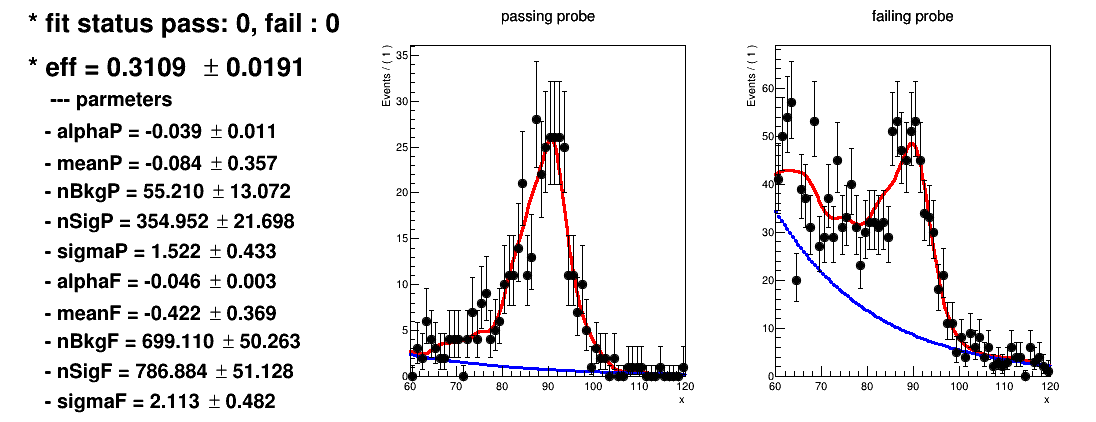 * fit status pass: 0, fail : 0
* eff = 0.3109 ± 0.0191
--- parmeters
- alphaP = -0.039 ± 0.011
- meanP = -0.084 ± 0.357
- nBkgP = 55.210 ± 13.072
- nSigP = 354.952 ± 21.698
- sigmaP = 1.522 ± 0.433
- alphaF = -0.046 ± 0.003
- meanF = -0.422 ± 0.369
- nBkgF = 699.110 ± 50.263
- nSigF = 786.884 ± 51.128
- sigmaF = 2.113 ± 0.482
passing probe
Events / ( 1 )
35
30
25
20
15
10
5
0
60 70 80 90 100 110 120
x
failing probe
Events / ( 1 )
60
50
40
30
20
10
0
60 70 80 90 100 110 120
x